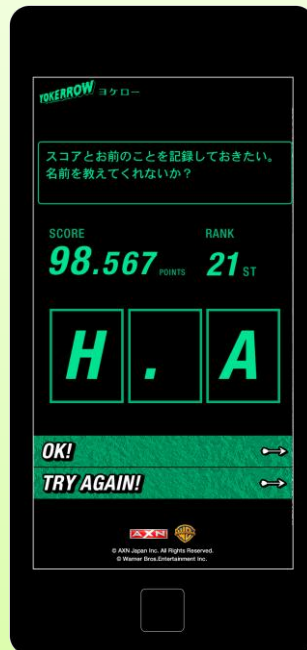 YOKERROW ヨケロー
スコアとお前のことを記録しておきたい。
名前を教えてくれないか？
SCORE
RANK
98.567 POINTS
21 ST
H . A
OK!
TRY AGAIN!
AXN
© AXN Japan Inc. All Rights Reserved.
© Warner Bros.Entertainment Inc.